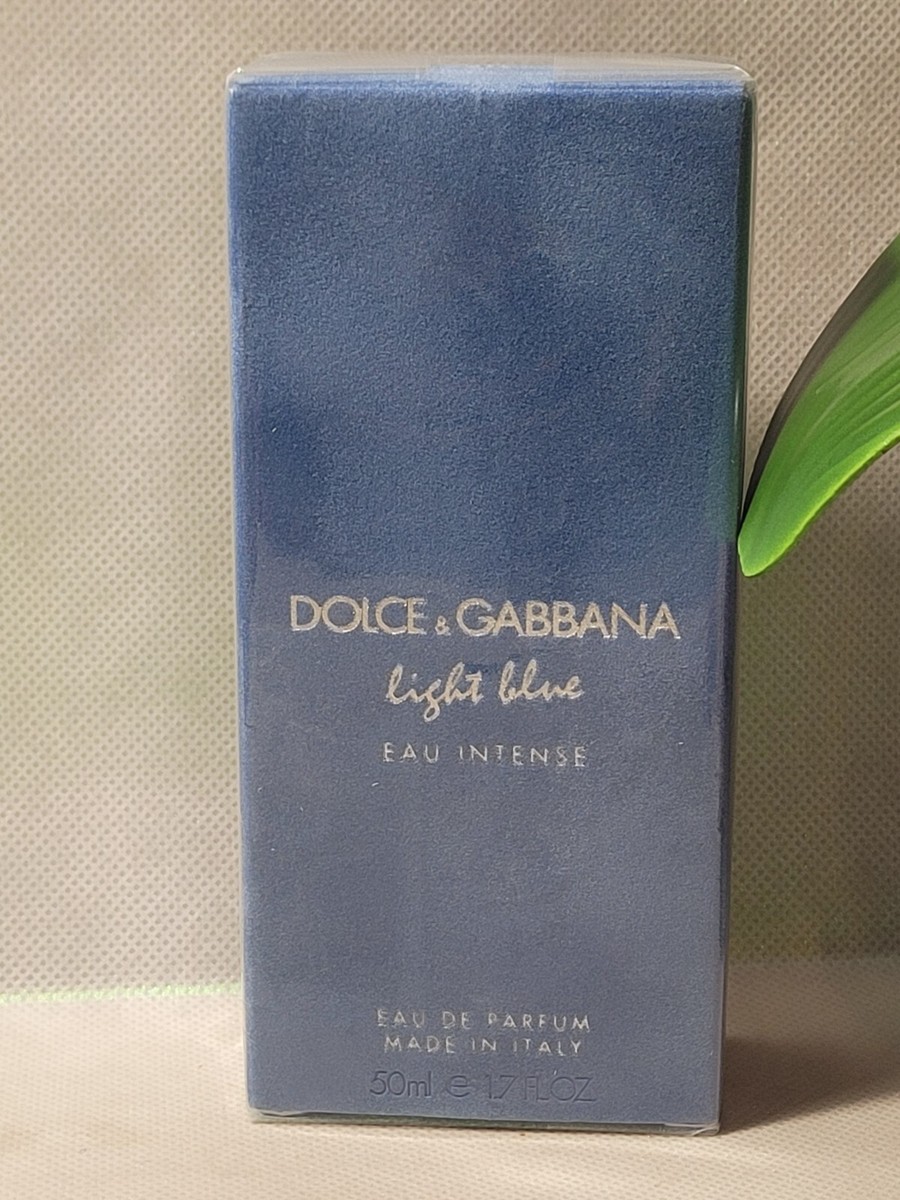 DOLCE & GABBANA
light blue
EAU INTENSE
EAU DE PARFUM
MADE IN ITALY
50ml e 1.7 FL.OZ